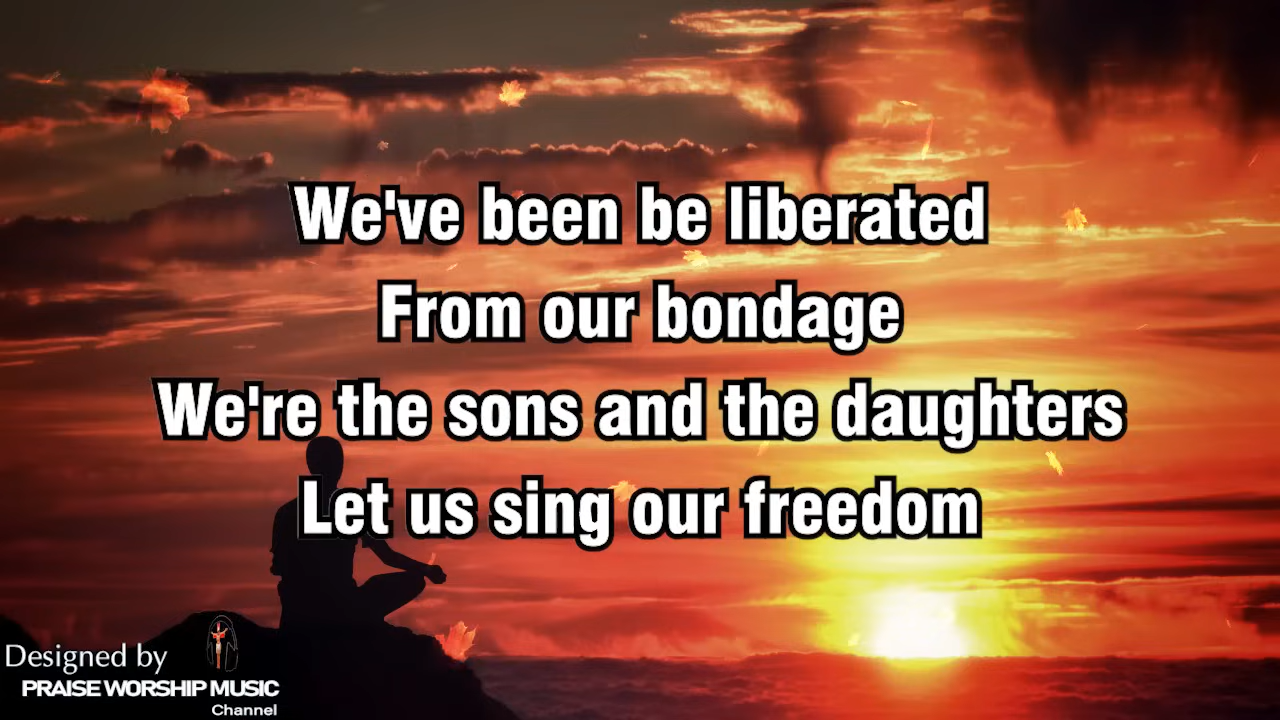 We've been be liberated
From our bondage
We're the sons and the daughters
Let us sing our freedom
Designed by
PRAISE WORSHIP MUSIC
Channel